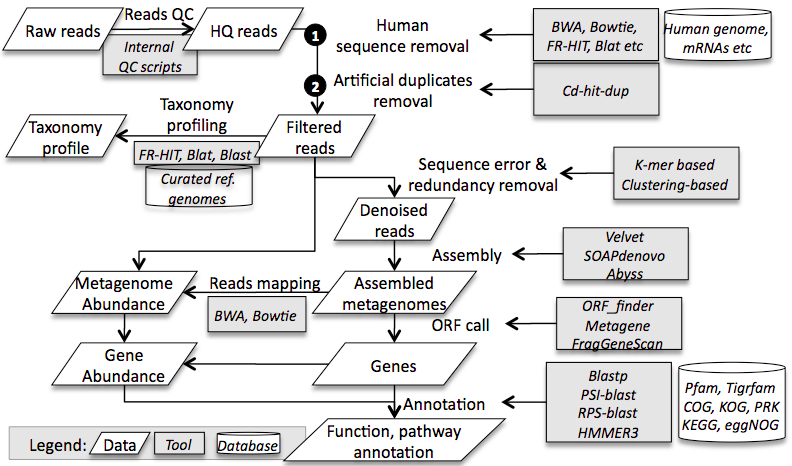 Reads QC
Raw reads
HQ reads
Internal
QC scripts
1
Human
sequence removal
BWA, Bowtie,
FR-HIT, Blat etc
Human genome,
mRNAs etc
2
Artificial duplicates
removal
Cd-hit-dup
Taxonomy
profiling
Taxonomy
profile
FR-HIT, Blat, Blast
Curated ref.
genomes
Filtered
reads
Sequence error &
redundancy removal
K-mer based
Clustering-based
Denoised
reads
Assembly
Velvet
SOAPdenovo
Abyss
Metagenome
Abundance
Reads mapping
BWA, Bowtie
Assembled
metagenomes
ORF call
ORF_finder
Metagene
FragGeneScan
Gene
Abundance
Genes
Annotation
Blastp
PSI-blast
RPS-blast
HMMER3
Pfam, Tigrfam
COG, KOG, PRK
KEGG, eggNOG
Function, pathway
annotation
Legend:
Data
Tool
Database